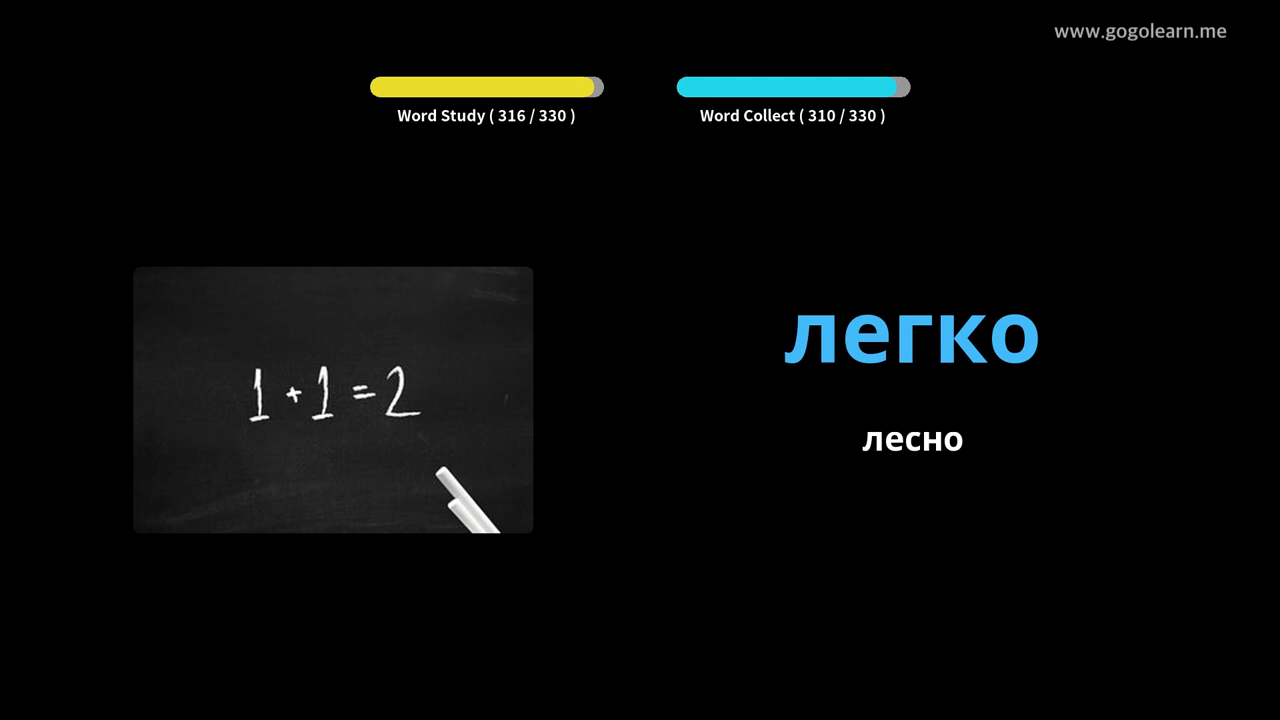 www.gogolearn.me
Word Study ( 316 / 330 )
Word Collect ( 310 / 330 )
1 + 1 = 2
легко
лесно